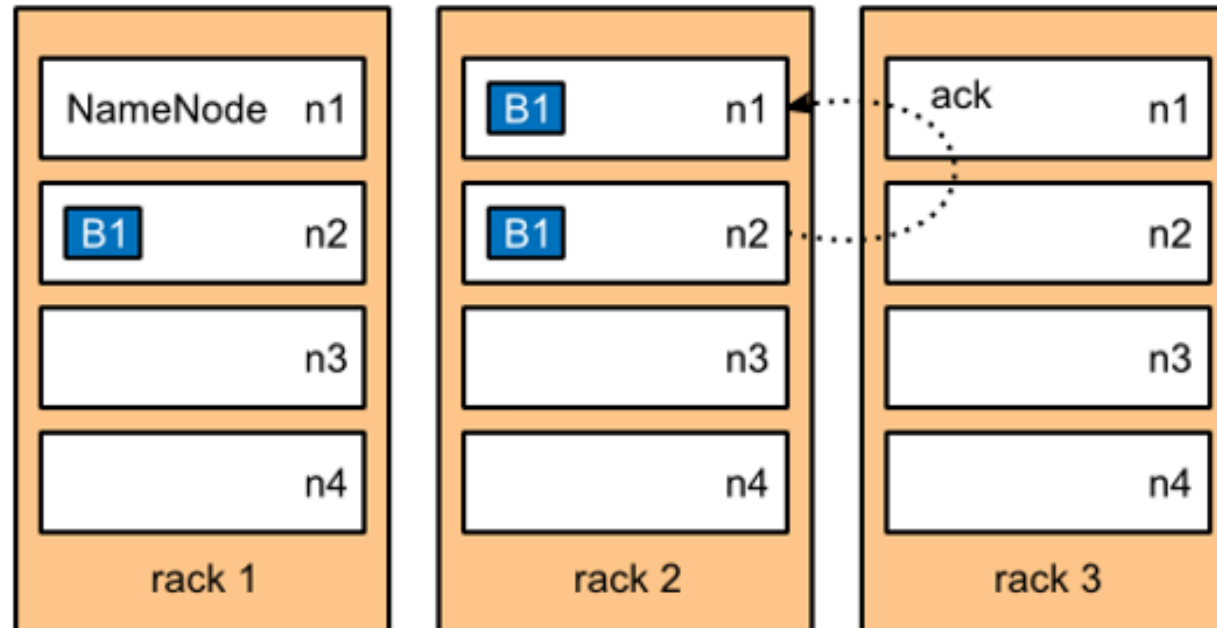 NameNode n1
B1 n2
n3
n4
rack 1
B1 n1
B1 n2
n3
n4
rack 2
ack
n1
n2
n3
n4
rack 3